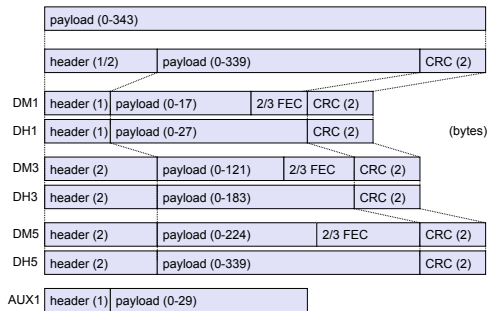 payload (0-343)
header (1/2) payload (0-339) CRC (2)
DM1 header (1) payload (0-17) 2/3 FEC CRC (2)
DH1 header (1) payload (0-27) CRC (2) (bytes)
DM3 header (2) payload (0-121) 2/3 FEC CRC (2)
DH3 header (2) payload (0-183) CRC (2)
DM5 header (2) payload (0-224) 2/3 FEC CRC (2)
DH5 header (2) payload (0-339) CRC (2)
AUX1 header (1) payload (0-29)